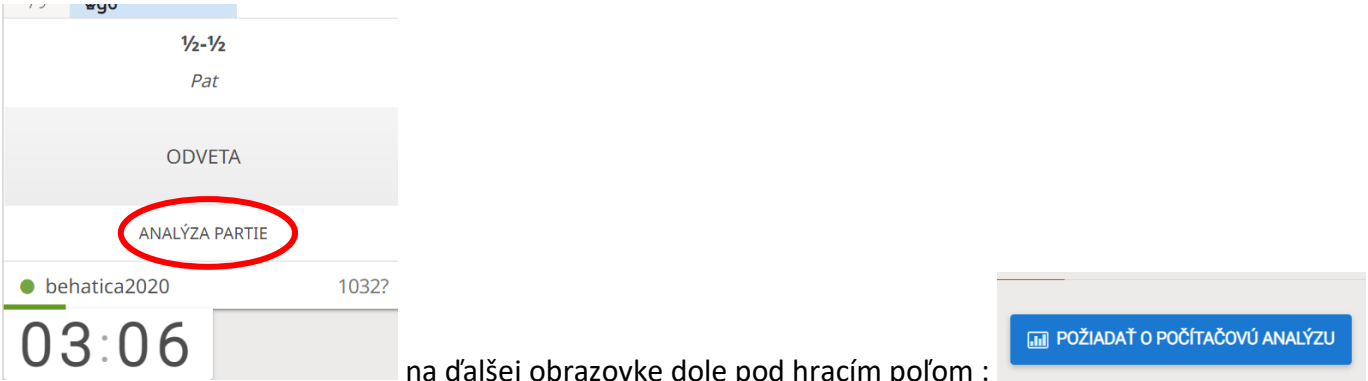 ½-½
Pat
ODVETA
ANALÝZA PARTIE
behatica2020 1032?
03:06
na ďalšej obrazovke dole pod hracím poľom :
POŽIADAŤ O POČÍTAČOVÚ ANALÝZU